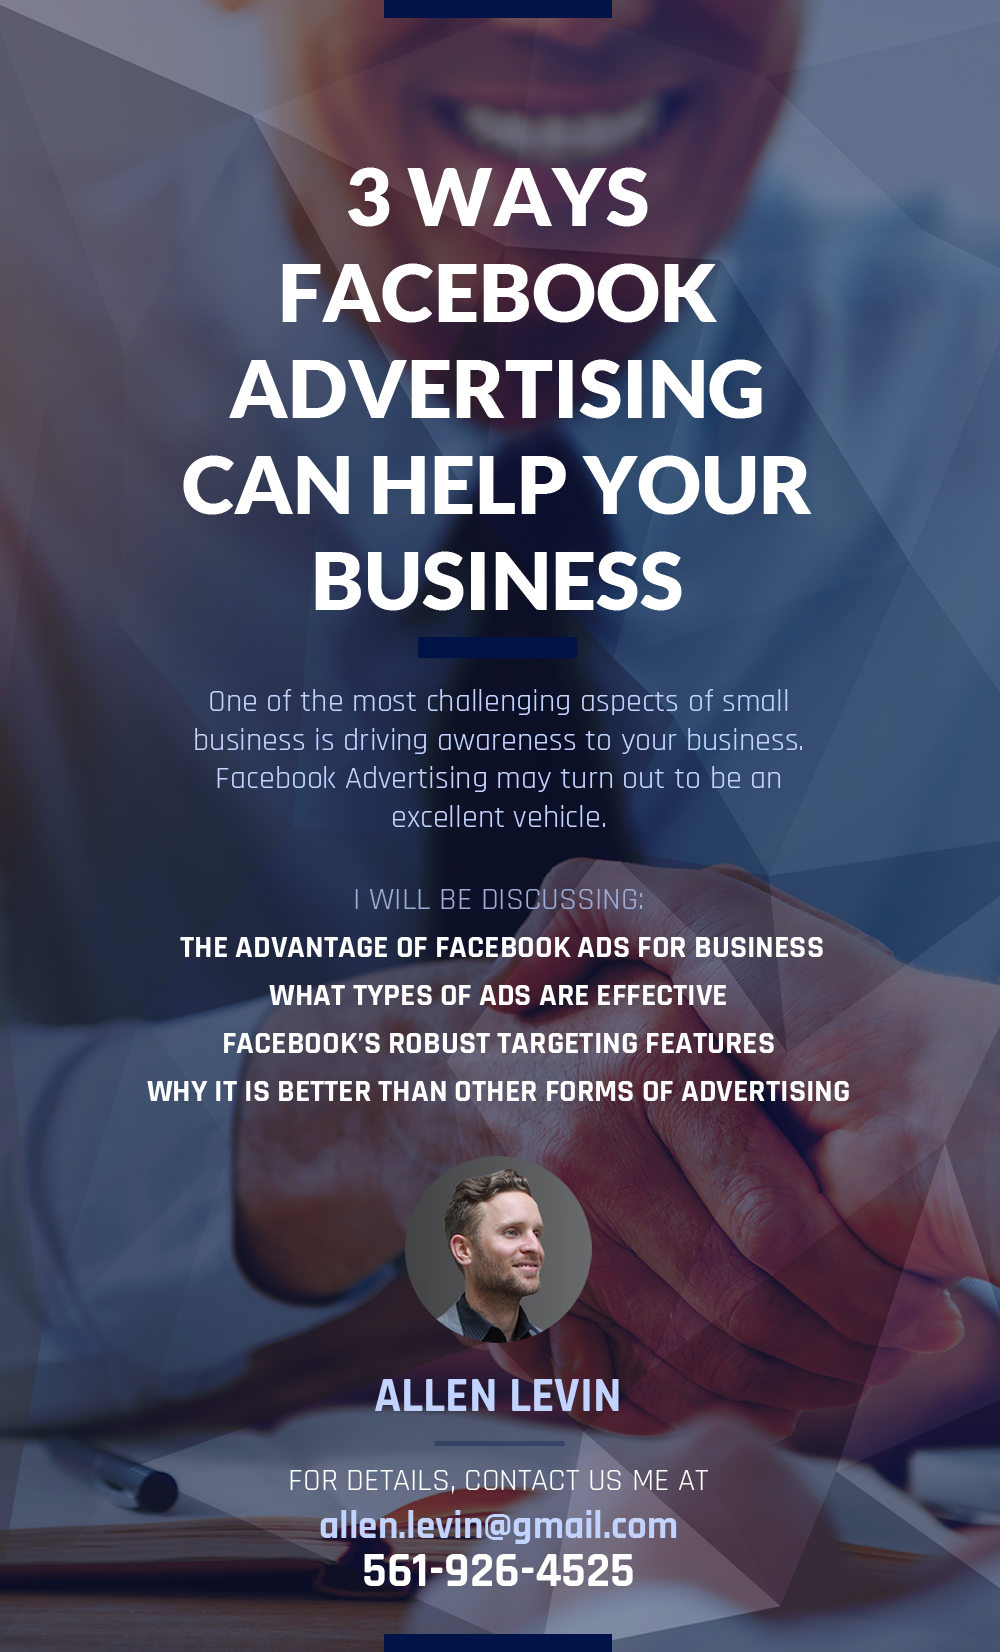 3 WAYS
FACEBOOK
ADVERTISING
CAN HELP YOUR
BUSINESS
One of the most challenging aspects of small
business is driving awareness to your business.
Facebook Advertising may turn out to be an
excellent vehicle.
I WILL BE DISCUSSING:
THE ADVANTAGE OF FACEBOOK ADS FOR BUSINESS
WHAT TYPES OF ADS ARE EFFECTIVE
FACEBOOK'S ROBUST TARGETING FEATURES
WHY IT IS BETTER THAN OTHER FORMS OF ADVERTISING
ALLEN LEVIN
FOR DETAILS, CONTACT US ME AT
allen.levin@gmail.com
561-926-4525